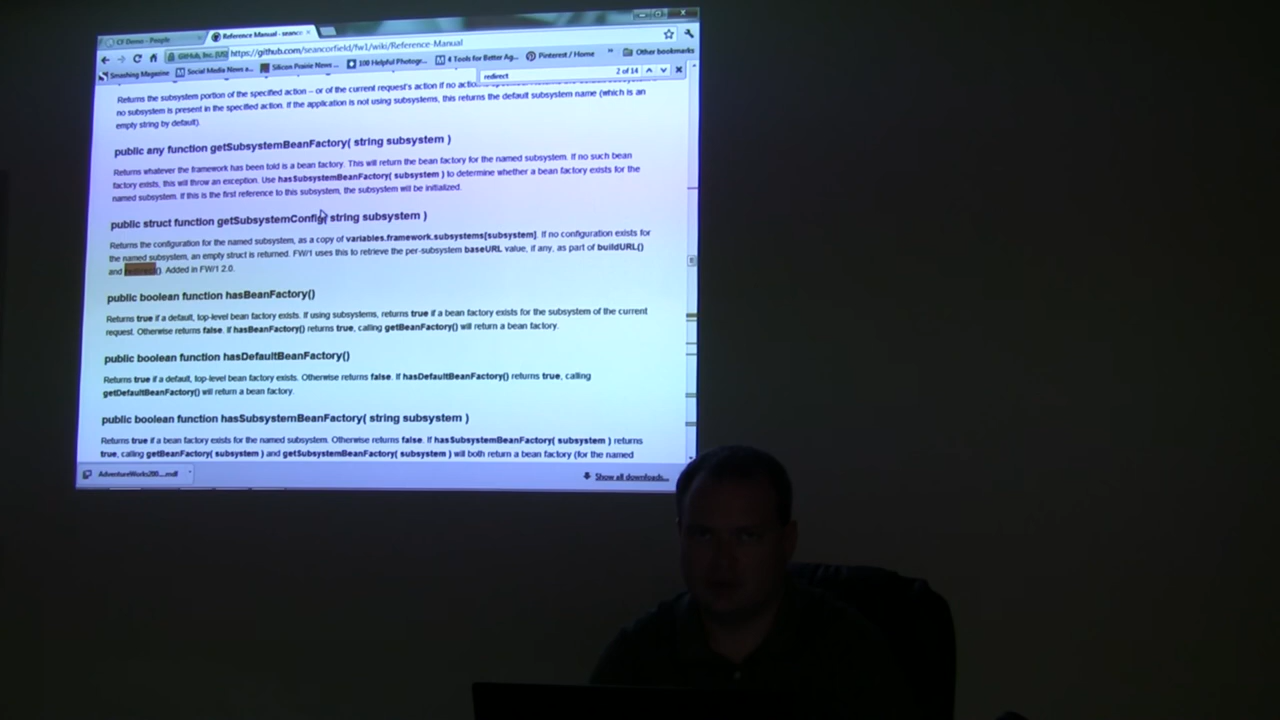 CF Demo - People
Reference Manual - seanco
GitHub, Inc. [US] https://github.com/seancorfield/fw1/wiki/Reference-Manual
Smashing Magazine Social Media News a... Silicon Prairie News ... 100 Helpful Photogr... 4 Tools for Better Ag... Pinterest / Home » Other bookmarks
redirect 2 of 14
Returns the subsystem portion of the specified action – or of the current request's action if no
no subsystem is present in the specified action. If the application is not using subsystems, this returns the default subsystem name (which is an
empty string by default).
public any function getSubsystemBeanFactory( string subsystem )
Returns whatever the framework has been told is a bean factory. This will return the bean factory for the named subsystem. If no such bean
factory exists, this will throw an exception. Use hasSubsystemBeanFactory( subsystem ) to determine whether a bean factory exists for the
named subsystem. If this is the first reference to this subsystem, the subsystem will be initialized.
public struct function getSubsystemConfig( string subsystem )
Returns the configuration for the named subsystem, as a copy of variables.framework.subsystems[subsystem]. If no configuration exists for
the named subsystem, an empty struct is returned. FW/1 uses this to retrieve the per-subsystem baseURL value, if any, as part of buildURL()
and redirect(). Added in FW/1 2.0.
public boolean function hasBeanFactory()
Returns true if a default, top-level bean factory exists. If using subsystems, returns true if a bean factory exists for the subsystem of the current
request. Otherwise returns false. If hasBeanFactory() returns true, calling getBeanFactory() will return a bean factory.
public boolean function hasDefaultBeanFactory()
Returns true if a default, top-level bean factory exists. Otherwise returns false. If hasDefaultBeanFactory() returns true, calling
getDefaultBeanFactory() will return a bean factory.
public boolean function hasSubsystemBeanFactory( string subsystem )
Returns true if a bean factory exists for the named subsystem. Otherwise returns false. If hasSubsystemBeanFactory( subsystem ) returns
true, calling getBeanFactory( subsystem ) and getSubsystemBeanFactory( subsystem ) will both return a bean factory (for the named
AdventureWorks200....msi Show all downloads...